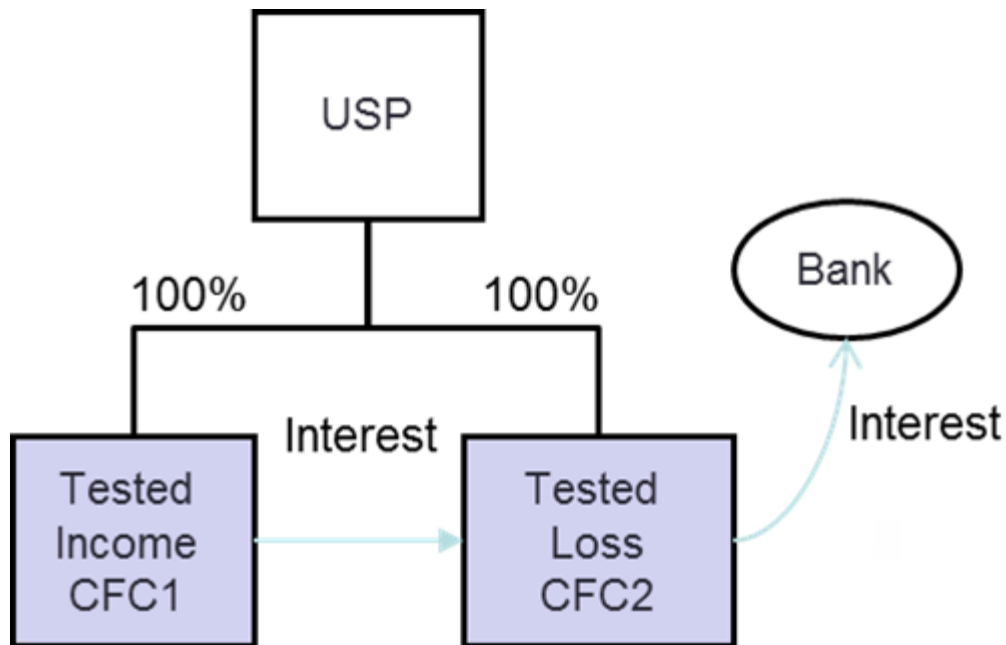 USP
Bank
100%
100%
Interest
Interest
Tested
Income
CFC1
Tested
Loss
CFC2